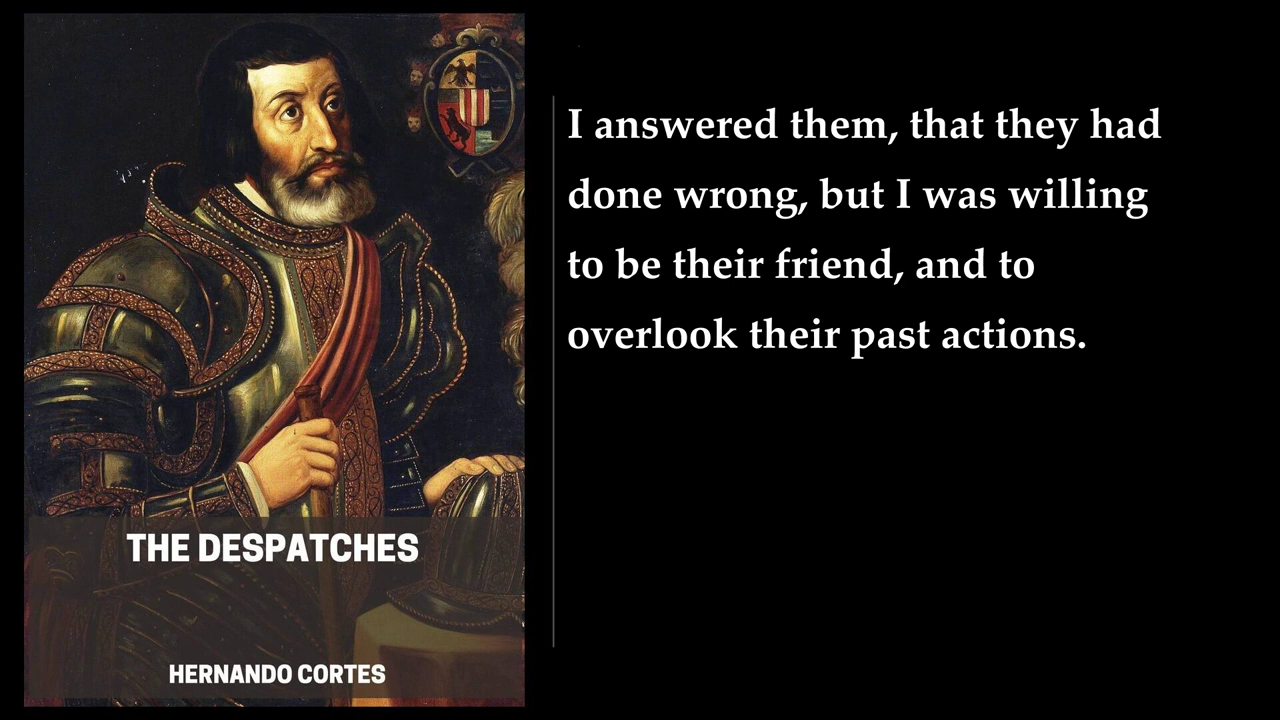 I answered them, that they had
done wrong, but I was willing
to be their friend, and to
overlook their past actions.
THE DESPATCHES
HERNANDO CORTES